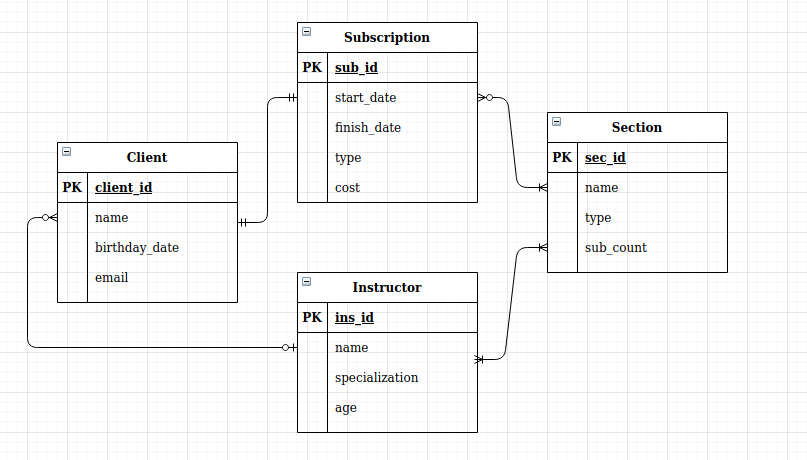 Subscription
PK sub_id
start_date
finish_date
type
cost
Client
PK client_id
name
birthday_date
email
Section
PK sec_id
name
type
sub_count
Instructor
PK ins_id
name
specialization
age